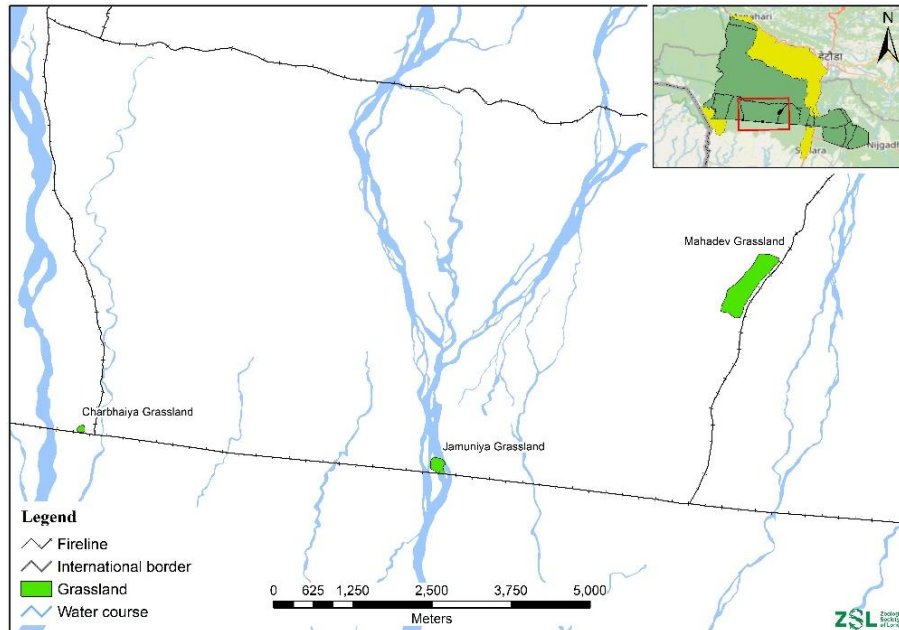 हेटौंडा
N
Nijgadh
Mahadev Grassland
Charbhaiya Grassland
Jamuniya Grassland
Legend
Fireline
International border
Grassland
Water course
0 625 1,250 2,500 3,750 5,000
Meters
ZSL